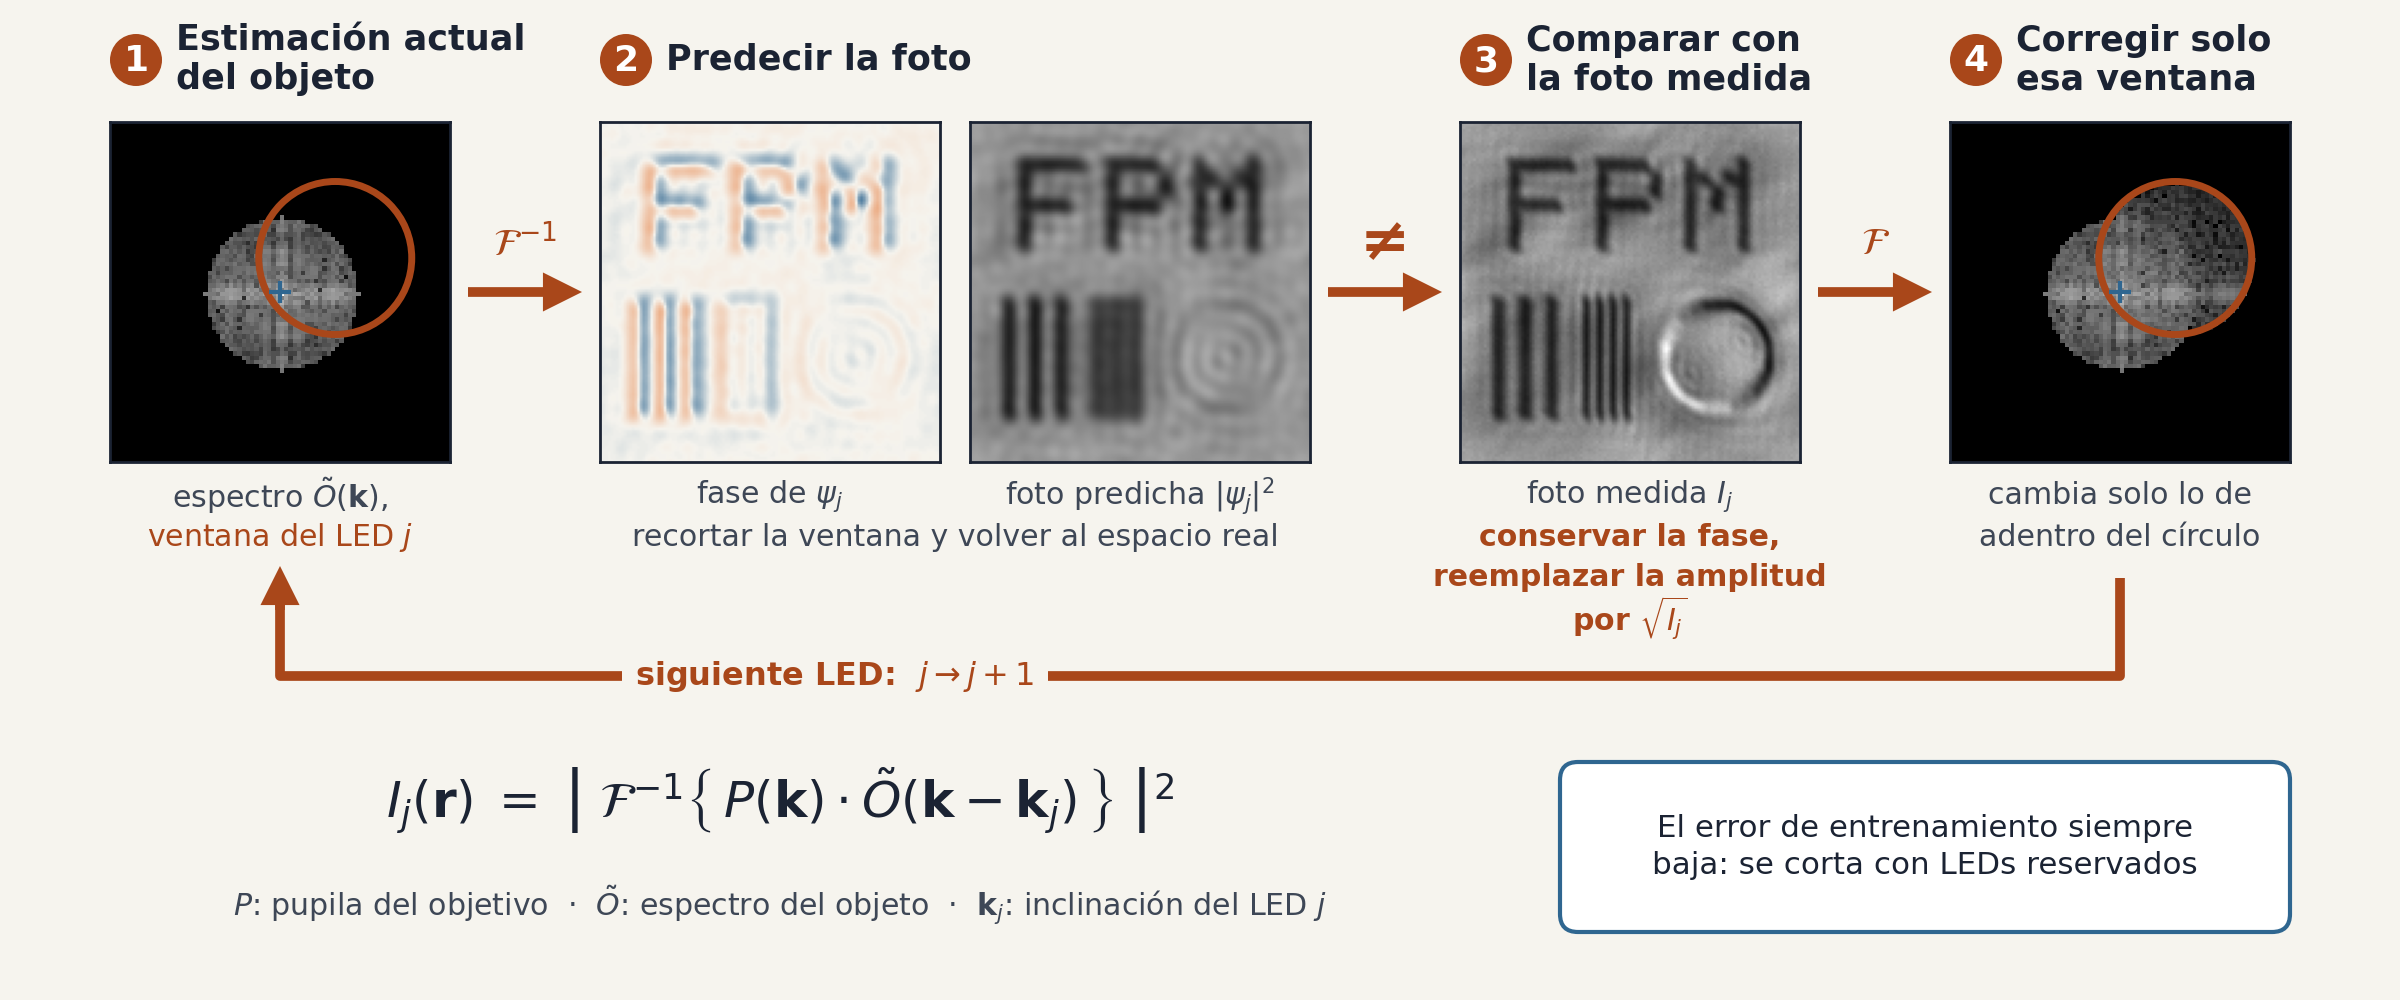 1 Estimación actual
del objeto
2 Predecir la foto
3 Comparar con
la foto medida
4 Corregir solo
esa ventana
ℱ⁻¹
FPM
FPM
≠
FPM
ℱ
espectro Õ(k),
ventana del LED j
fase de ψⱼ
foto predicha |ψⱼ|²
recortar la ventana y volver al espacio real
foto medida Iⱼ
conservar la fase,
reemplazar la amplitud
por √Iⱼ
cambia solo lo de
adentro del círculo
siguiente LED: j → j + 1
Iⱼ(r) = | ℱ⁻¹{ P(k) · Õ(k − kⱼ) } |²
P: pupila del objetivo · Õ: espectro del objeto · kⱼ: inclinación del LED j
El error de entrenamiento siempre
baja: se corta con LEDs reservados